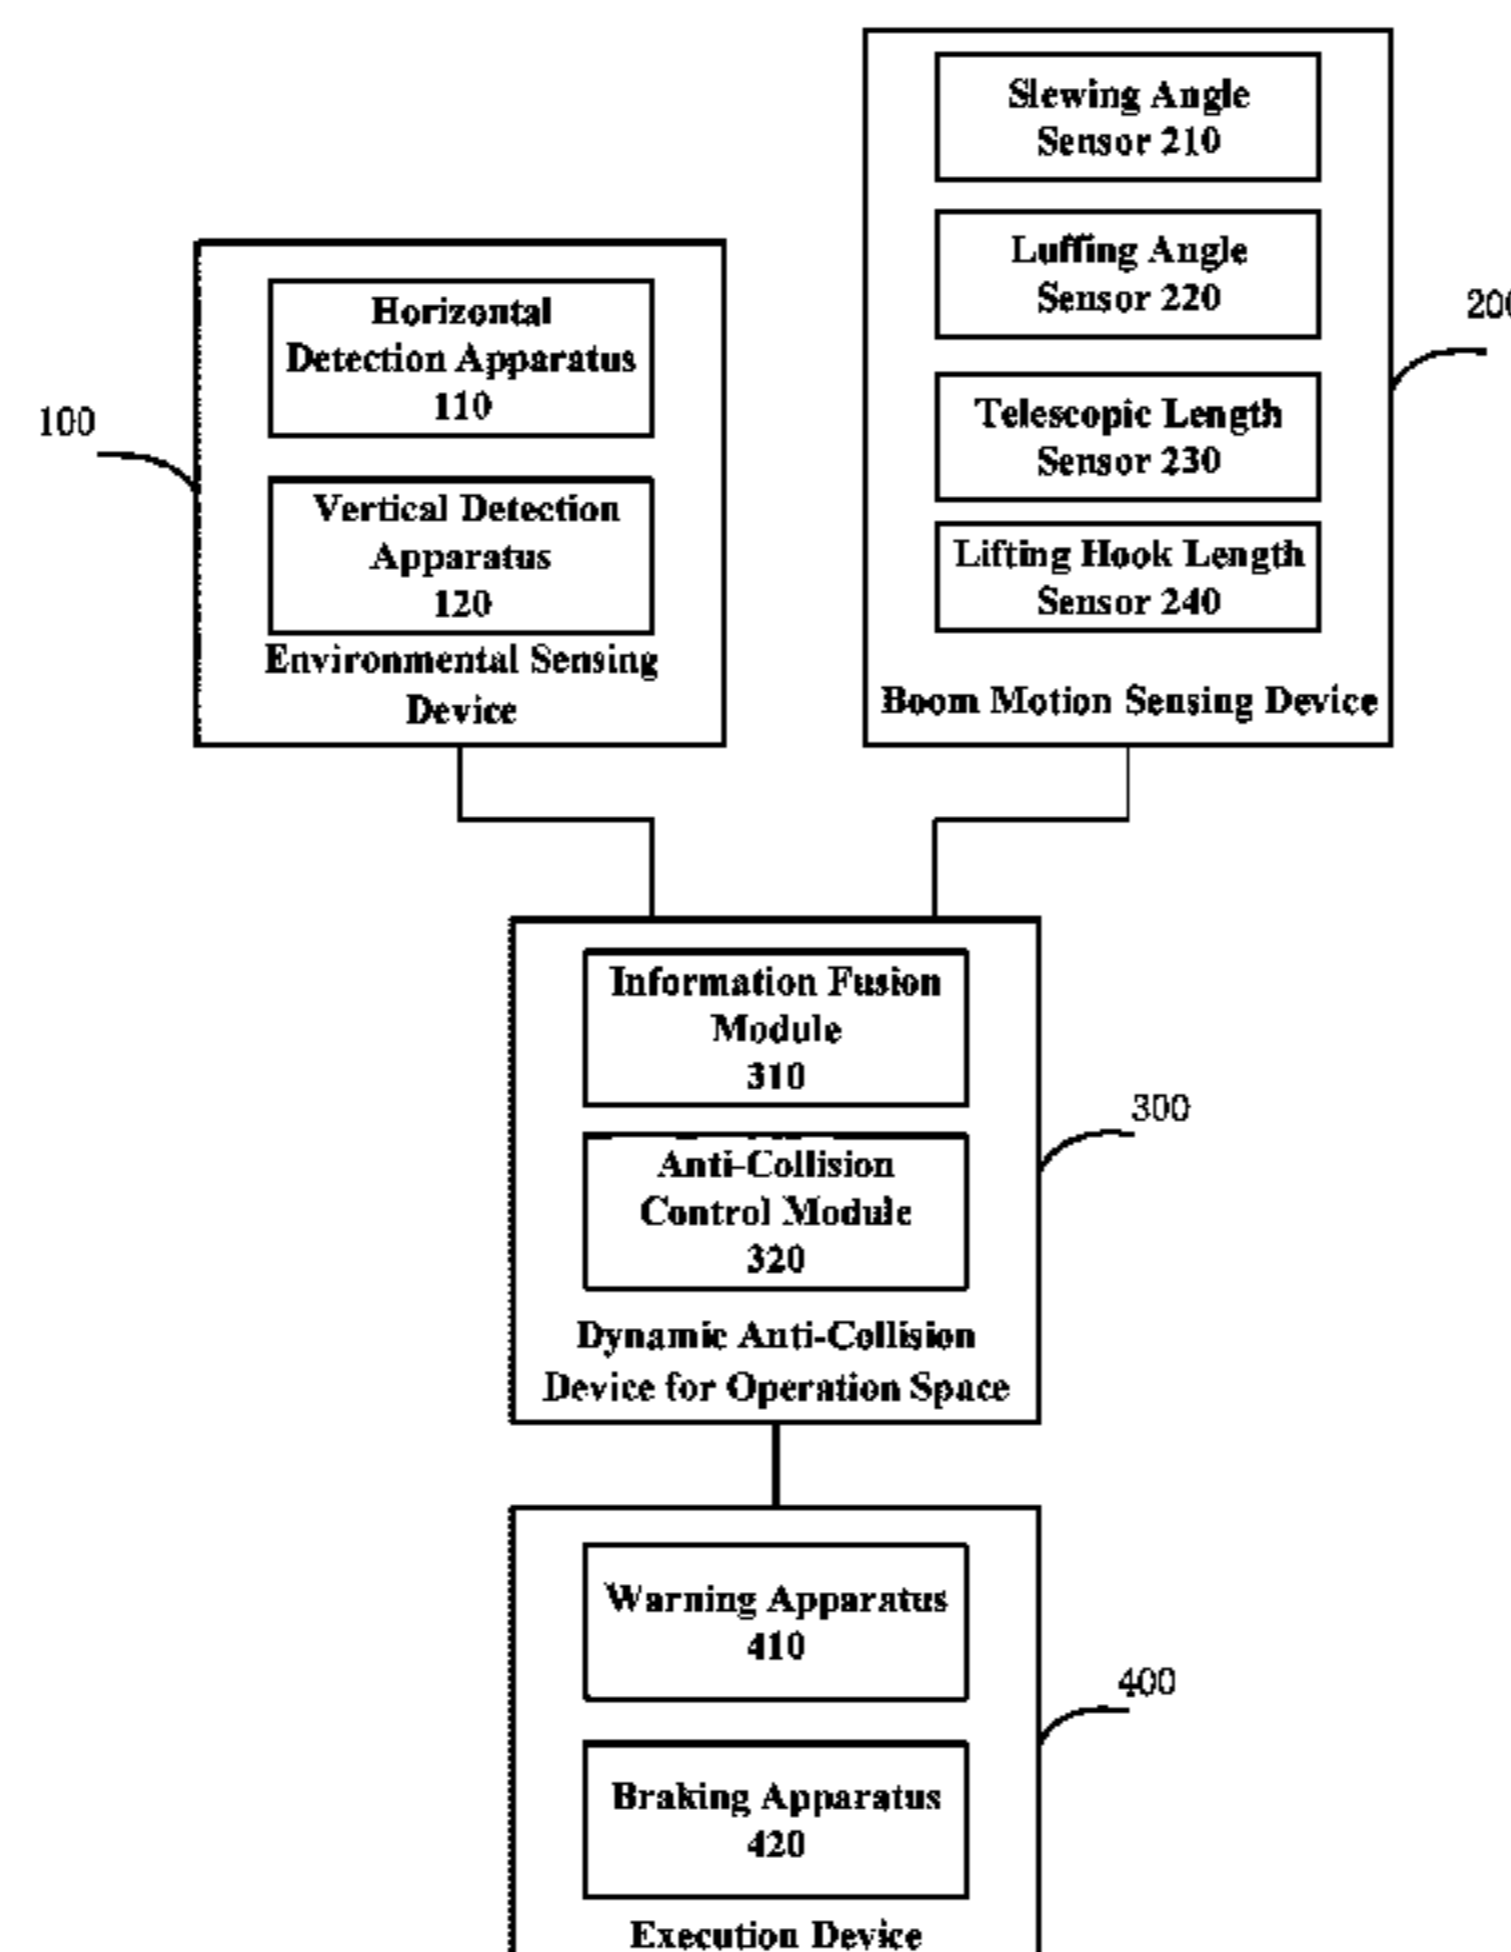 Slewing Angle
Sensor 210
Luffing Angle
Sensor 220
Telescopic Length
Sensor 230
Lifting Hook Length
Sensor 240
Boom Motion Sensing Device
200
Horizontal
Detection Apparatus
110
Vertical Detection
Apparatus
120
Environmental Sensing
Device
100
Information Fusion
Module
310
Anti-Collision
Control Module
320
Dynamic Anti-Collision
Device for Operation Space
300
Warning Apparatus
410
Braking Apparatus
420
Execution Device
400